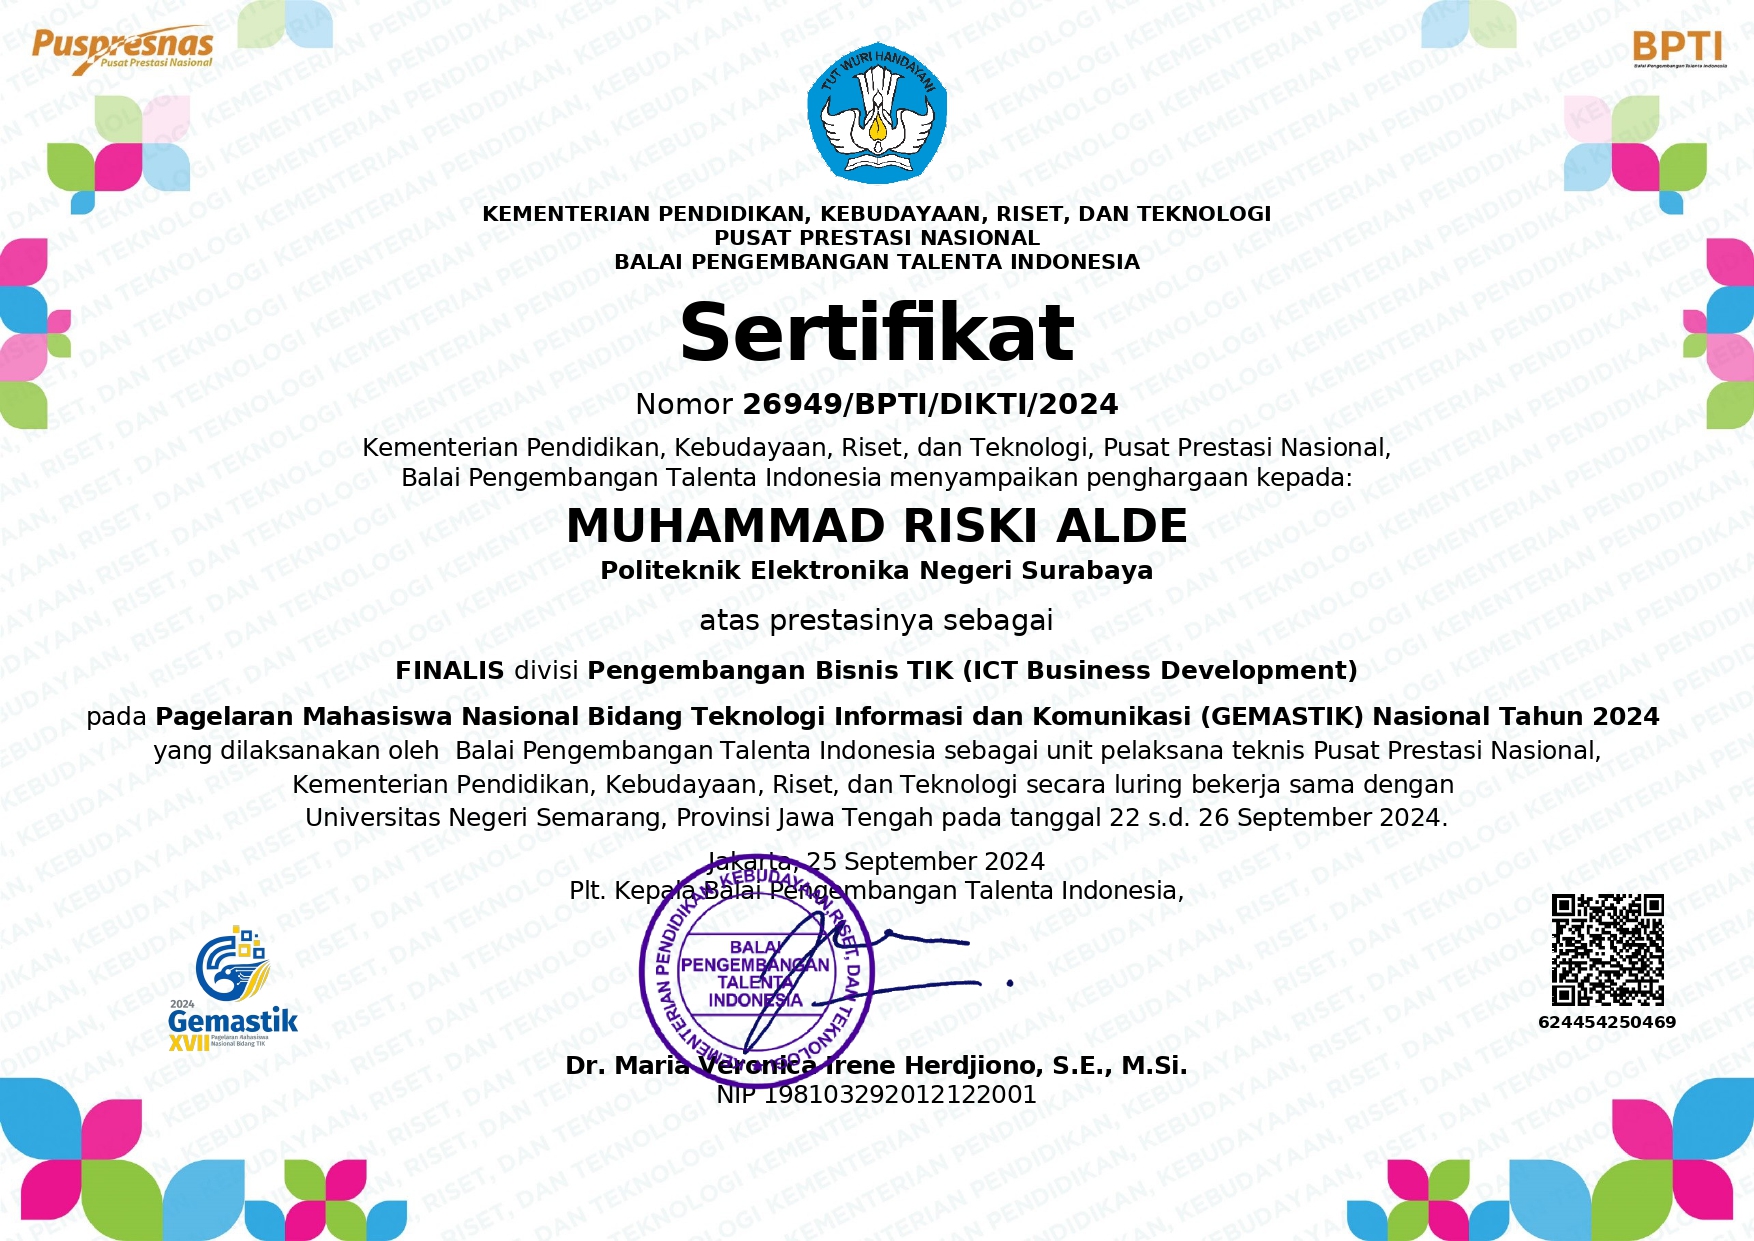 Puspresnas
Pusat Prestasi Nasional
BPTI
Balai Pengembangan Talenta Indonesia
TUT WURI HANDAYANI
KEMENTERIAN PENDIDIKAN, KEBUDAYAAN, RISET, DAN TEKNOLOGI
PUSAT PRESTASI NASIONAL
BALAI PENGEMBANGAN TALENTA INDONESIA
Sertifikat
Nomor 26949/BPTI/DIKTI/2024
Kementerian Pendidikan, Kebudayaan, Riset, dan Teknologi, Pusat Prestasi Nasional,
Balai Pengembangan Talenta Indonesia menyampaikan penghargaan kepada:
MUHAMMAD RISKI ALDE
Politeknik Elektronika Negeri Surabaya
atas prestasinya sebagai
FINALIS divisi Pengembangan Bisnis TIK (ICT Business Development)
pada Pagelaran Mahasiswa Nasional Bidang Teknologi Informasi dan Komunikasi (GEMASTIK) Nasional Tahun 2024
yang dilaksanakan oleh Balai Pengembangan Talenta Indonesia sebagai unit pelaksana teknis Pusat Prestasi Nasional,
Kementerian Pendidikan, Kebudayaan, Riset, dan Teknologi secara luring bekerja sama dengan
Universitas Negeri Semarang, Provinsi Jawa Tengah pada tanggal 22 s.d. 26 September 2024.
Jakarta, 25 September 2024
Plt. Kepala Balai Pengembangan Talenta Indonesia,
KEMENTERIAN PENDIDIKAN, KEBUDAYAAN, RISET, DAN TEKNOLOGI
BALAI
PENGEMBANGAN
TALENTA
INDONESIA
2024
Gemastik
XVII Pagelaran Mahasiswa
Nasional Bidang TIK
624454250469
Dr. Maria Veronica Irene Herdjiono, S.E., M.Si.
NIP 198103292012122001